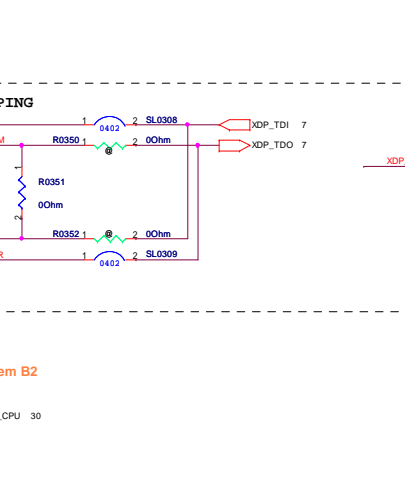 PING
1 2 SL0308
0402
XDP_TDI 7
M R0350 1 2 0Ohm
@
XDP_TDO 7
XDP
1
R0351
0Ohm
2
R0352 1 @ 2 0Ohm
R 1 2 SL0309
0402
em B2
_CPU 30